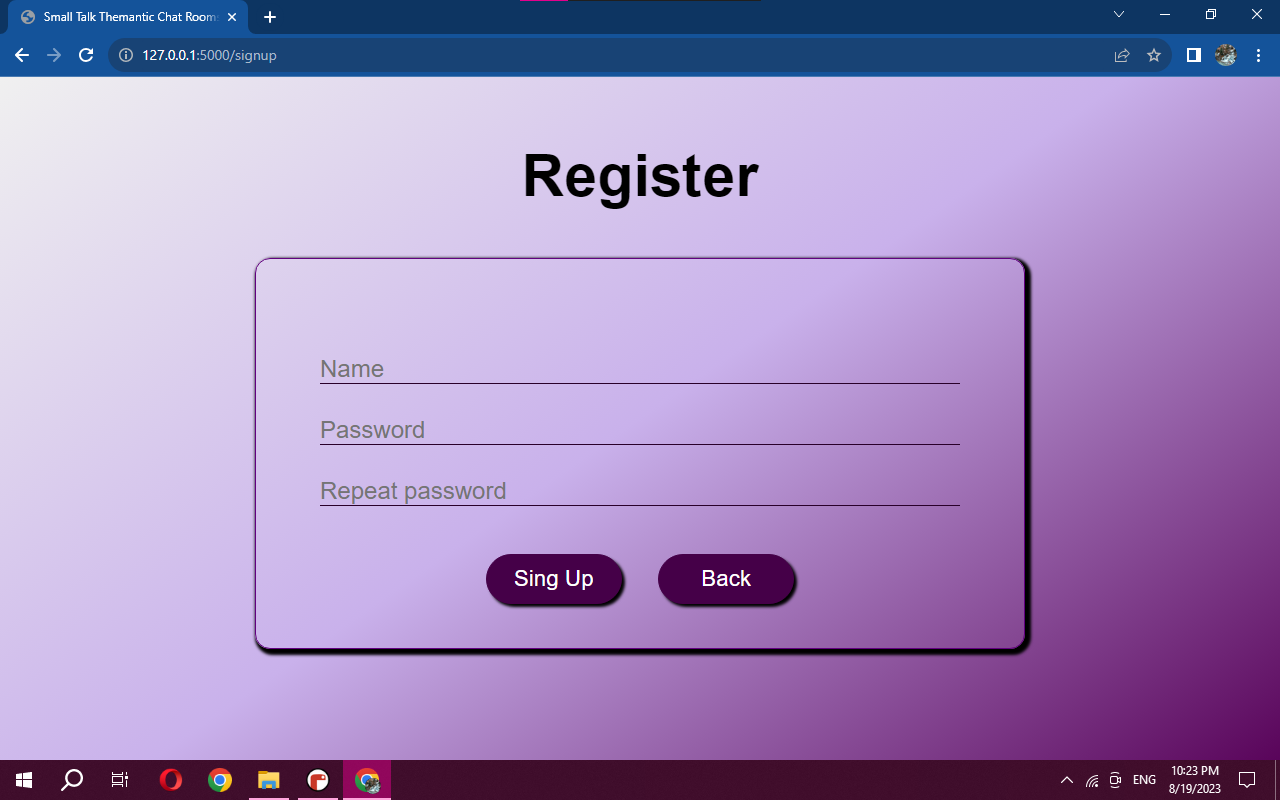 Small Talk Themantic Chat Rooms
127.0.0.1:5000/signup
Register
Name
Password
Repeat password
Sing Up
Back
ENG
10:23 PM
8/19/2023